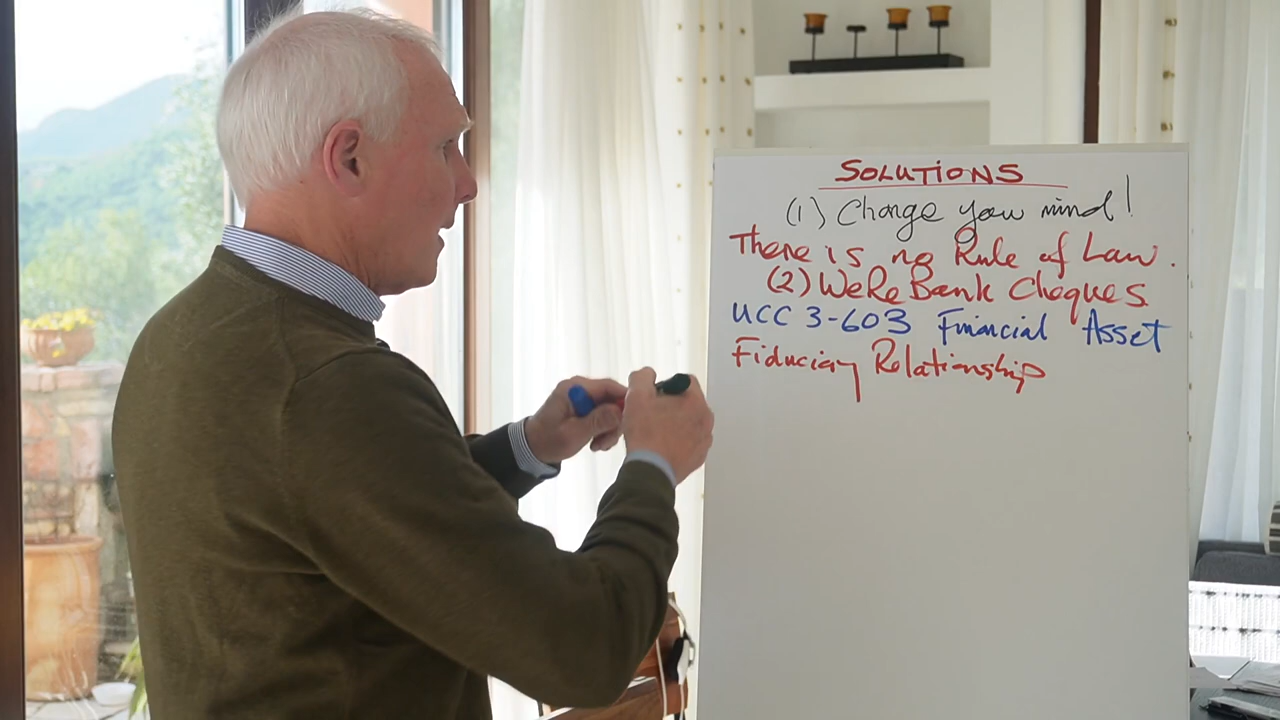 SOLUTIONS
(1) Change your mind!
There is no Rule of Law.
(2) WeRe Bank Cheques
UCC 3-603 Financial Asset
Fiduciary Relationship